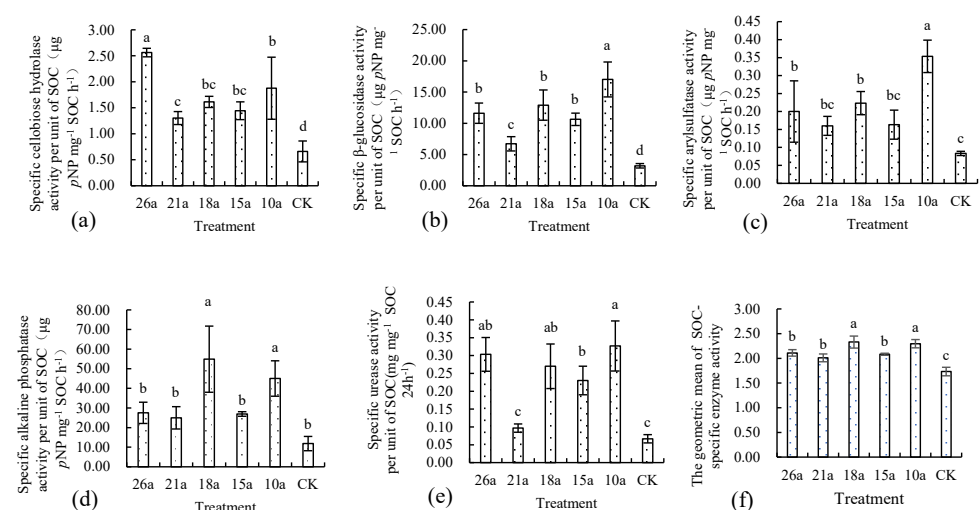 Specific cellobiose hydrolase
activity per unit of SOC（μg
pNP mg⁻¹ SOC h⁻¹）
3.00
2.50
2.00
1.50
1.00
0.50
0.00
a
c
bc
bc
b
d
26a 21a 18a 15a 10a CK
(a)
Treatment
Specific β-glucosidase activity
per unit of SOC（μg pNP mg⁻
¹ SOC h⁻¹）
25.00
20.00
15.00
10.00
5.00
0.00
b
c
b
b
a
d
26a 21a 18a 15a 10a CK
(b)
Treatment
Specific arylsulfatase activity
per unit of SOC（μg pNP mg⁻
¹ SOC h⁻¹）
0.45
0.40
0.35
0.30
0.25
0.20
0.15
0.10
0.05
0.00
b
bc
b
bc
a
c
26a 21a 18a 15a 10a CK
(c)
Treatment
Specific alkaline phosphatase
activity per unit of SOC（μg
pNP mg⁻¹ SOC h⁻¹）
80.00
70.00
60.00
50.00
40.00
30.00
20.00
10.00
0.00
b
b
a
b
a
b
26a 21a 18a 15a 10a CK
(d)
Treatment
Specific urease activity
per unit of SOC(mg mg⁻¹ SOC
24h⁻¹)
0.45
0.40
0.35
0.30
0.25
0.20
0.15
0.10
0.05
0.00
ab
c
ab
b
a
c
26a 21a 18a 15a 10a CK
(e)
Treatment
The geometric mean of SOC-
specific enzyme activity
3.00
2.50
2.00
1.50
1.00
0.50
0.00
b
b
a
b
a
c
26a 21a 18a 15a 10a CK
(f)
Treatment